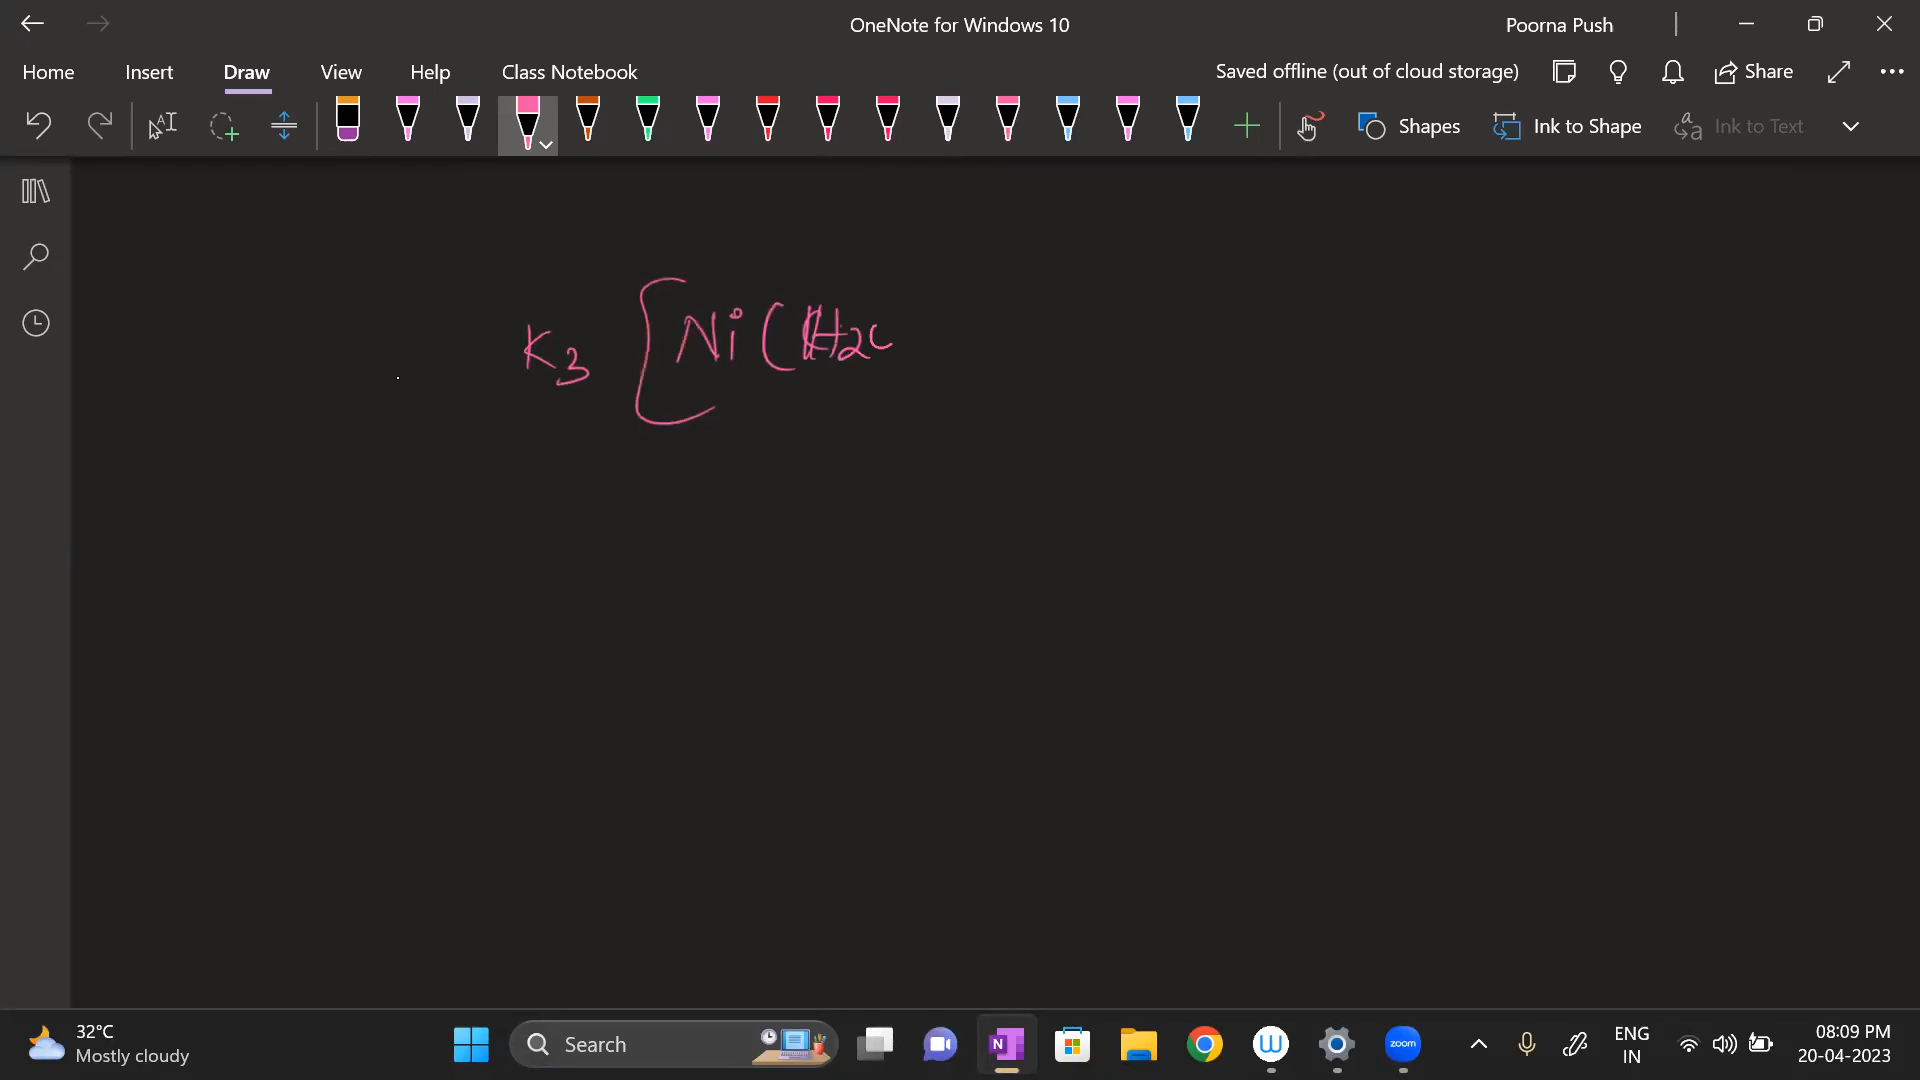 OneNote for Windows 10
Poorna Push
Home
Insert
Draw
View
Help
Class Notebook
Saved offline (out of cloud storage)
Share
Shapes
Ink to Shape
Ink to Text
K3 [Ni(H2
32°C
Mostly cloudy
Search
zoom
ENG
IN
08:09 PM
20-04-2023